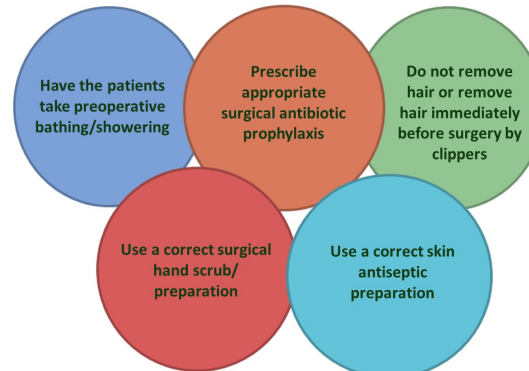 Have the patients
take preoperative
bathing/showering
Prescribe
appropriate
surgical antibiotic
prophylaxis
Do not remove
hair or remove
hair immediately
before surgery by
clippers
Use a correct surgical
hand scrub/
preparation
Use a correct skin
antiseptic
preparation